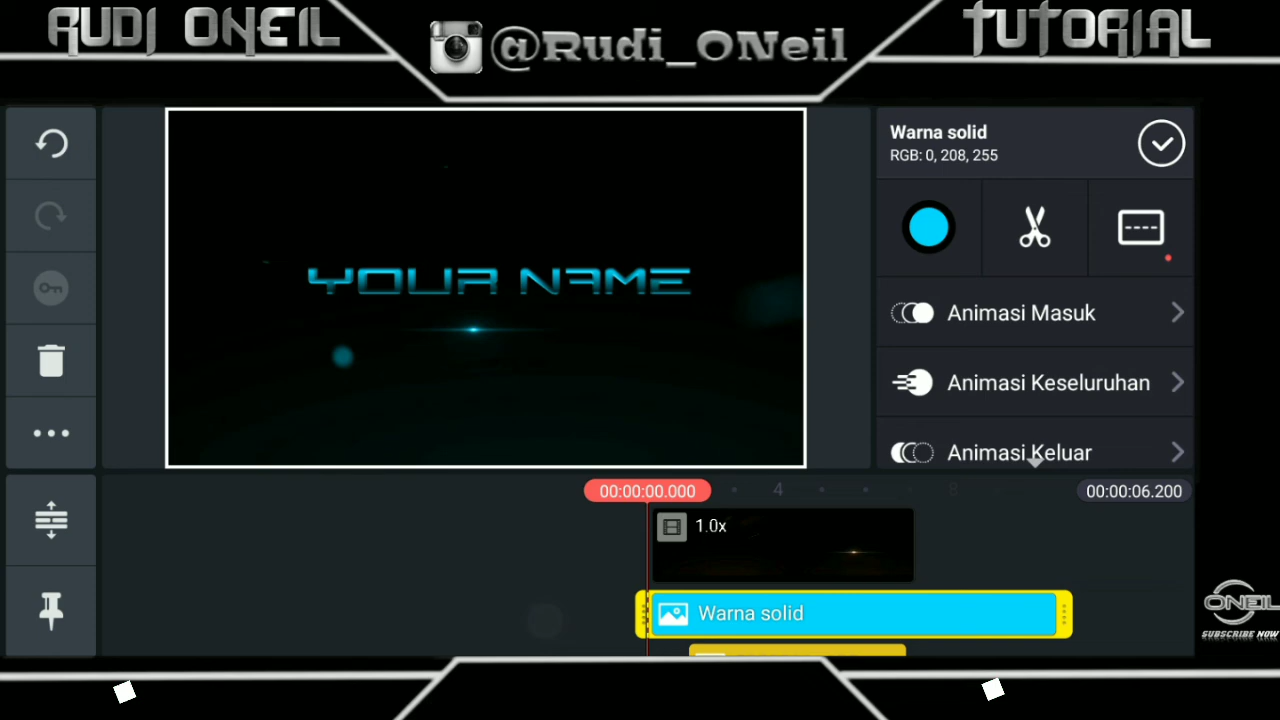 RUDI ONEIL
@Rudi_ONeil
TUTORIAL
Warna solid
RGB: 0, 208, 255
YOUR NAME
Animasi Masuk
Animasi Keseluruhan
Animasi Keluar
00:00:00.000
4
8
00:00:06.200
1.0x
Warna solid
ONEIL
SUBSCRIBE NOW